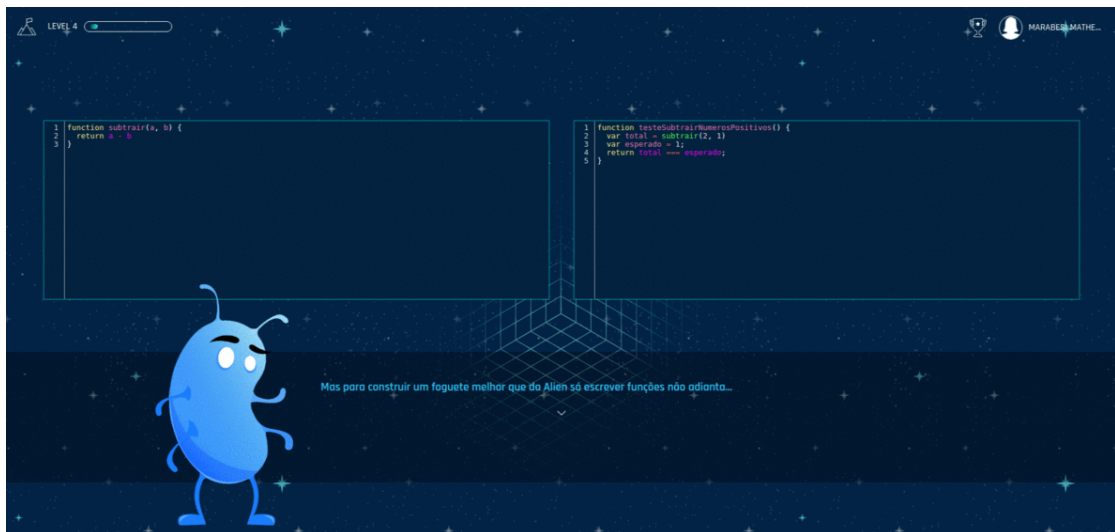 LEVEL 4
MARABESI MATHE...
1 function subtrair(a, b) {
2 return a - b
3 }
1 function testeSubtrairNumerosPositivos() {
2 var total = subtrair(2, 1)
3 var esperado = 1;
4 return total === esperado;
5 }
Mas para construir um foguete melhor que do Alien só escrever funções não adianta...